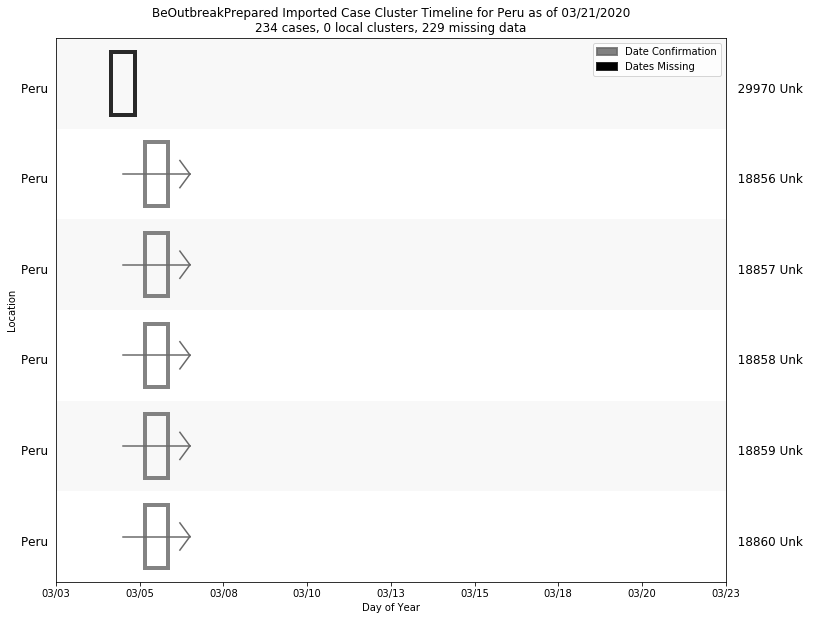 BeOutbreakPrepared Imported Case Cluster Timeline for Peru as of 03/21/2020
234 cases, 0 local clusters, 229 missing data
Date Confirmation
Dates Missing
Peru 29970 Unk
Peru 18856 Unk
Peru 18857 Unk
Peru 18858 Unk
Peru 18859 Unk
Peru 18860 Unk
Location
03/03 03/05 03/08 03/10 03/13 03/15 03/18 03/20 03/23
Day of Year